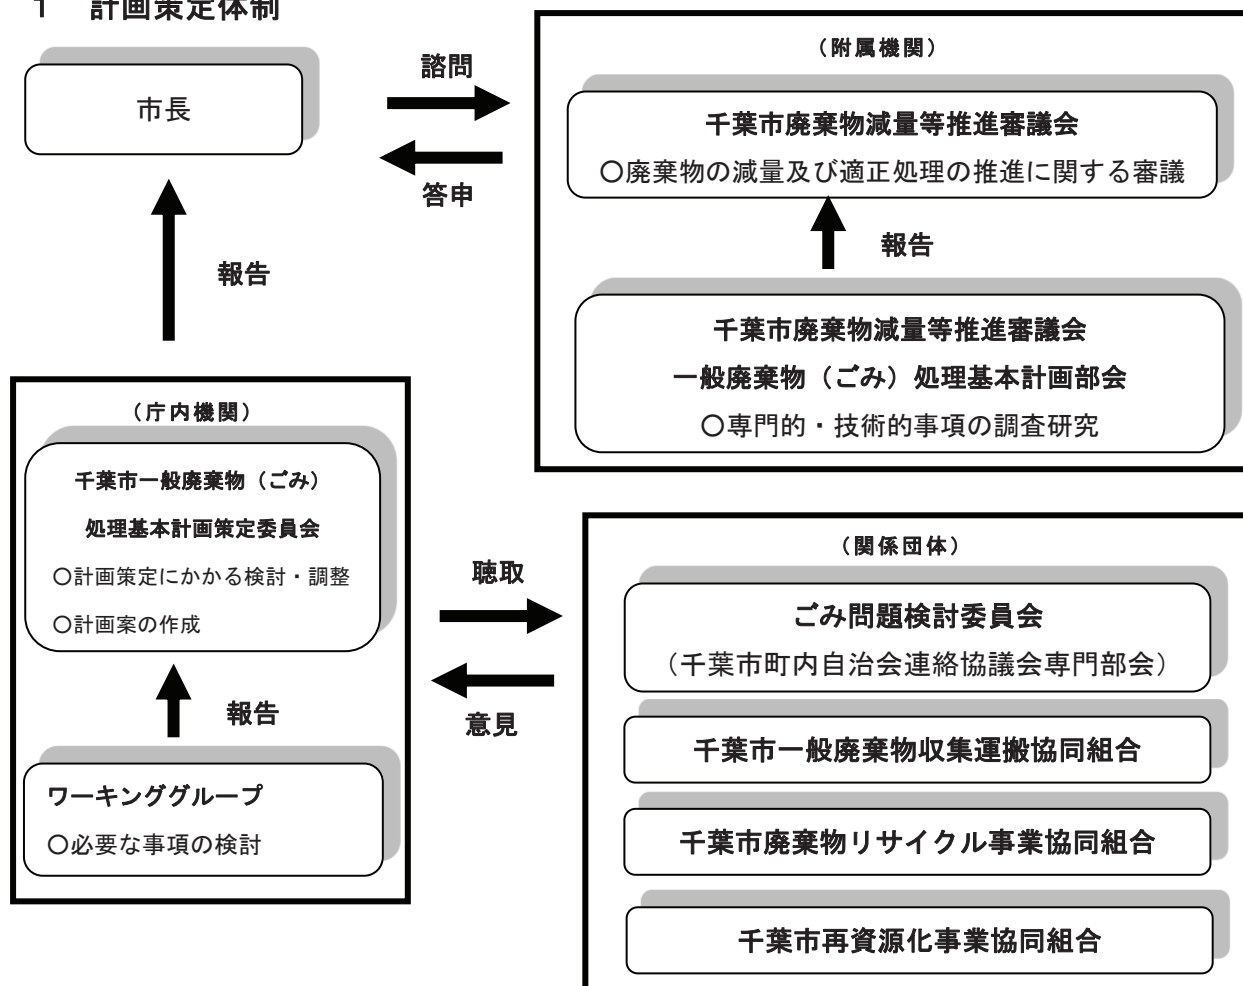 1 計画策定体制
市長
諮問
答申
報告
（附属機関）
千葉市廃棄物減量等推進審議会
〇廃棄物の減量及び適正処理の推進に関する審議
報告
千葉市廃棄物減量等推進審議会
一般廃棄物（ごみ）処理基本計画部会
〇専門的・技術的事項の調査研究
（庁内機関）
千葉市一般廃棄物（ごみ）
処理基本計画策定委員会
〇計画策定にかかる検討・調整
〇計画案の作成
報告
ワーキンググループ
〇必要な事項の検討
聴取
意見
（関係団体）
ごみ問題検討委員会
（千葉市町内自治会連絡協議会専門部会）
千葉市一般廃棄物収集運搬協同組合
千葉市廃棄物リサイクル事業協同組合
千葉市再資源化事業協同組合